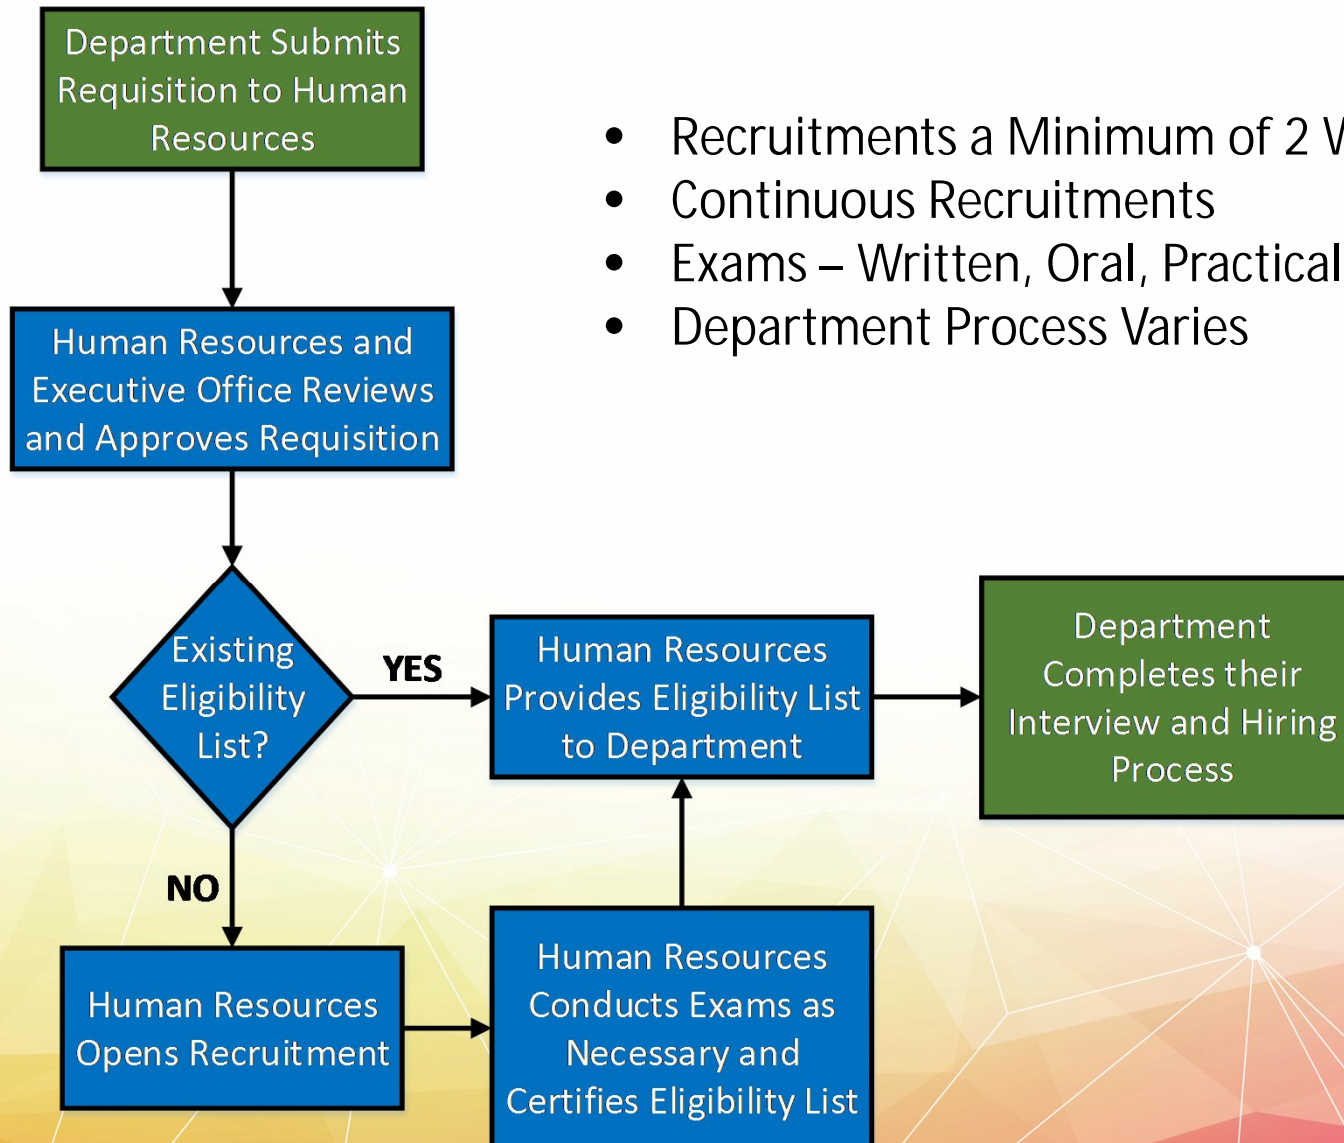 Department Submits
Requisition to Human
Resources
• Recruitments a Minimum of 2
• Continuous Recruitments
• Exams – Written, Oral, Practical
• Department Process Varies
Human Resources and
Executive Office Reviews
and Approves Requisition
Existing
Eligibility
List?
YES
Human Resources
Provides Eligibility List
to Department
Department
Completes their
Interview and Hiring
Process
NO
Human Resources
Opens Recruitment
Human Resources
Conducts Exams as
Necessary and
Certifies Eligibility List